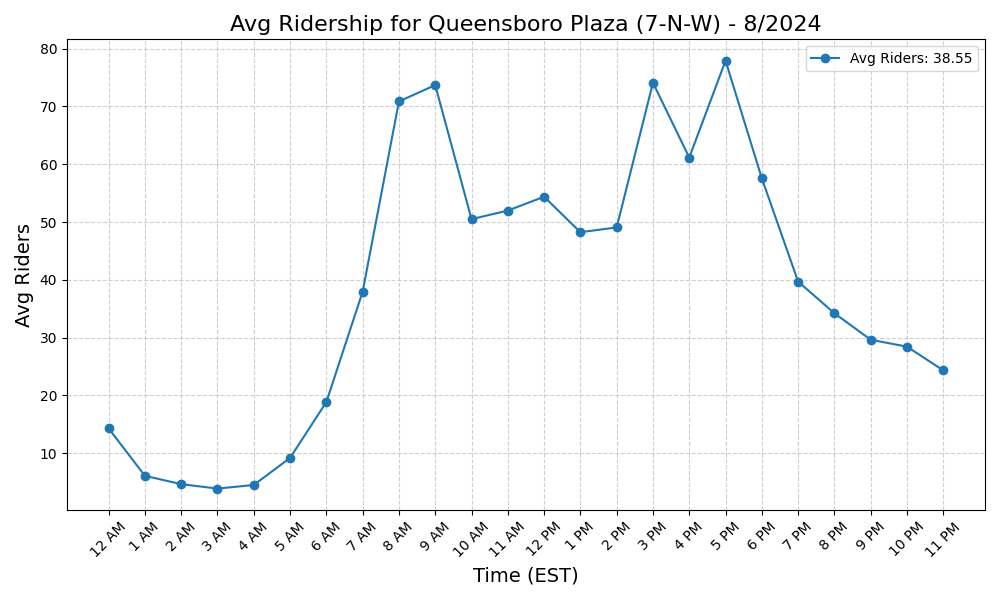 Avg Ridership for Queensboro Plaza (7-N-W) - 8/2024
Avg Riders: 38.55
Avg Riders
80
70
60
50
40
30
20
10
12 AM
1 AM
2 AM
3 AM
4 AM
5 AM
6 AM
7 AM
8 AM
9 AM
10 AM
11 AM
12 PM
1 PM
2 PM
3 PM
4 PM
5 PM
6 PM
7 PM
8 PM
9 PM
10 PM
11 PM
Time (EST)